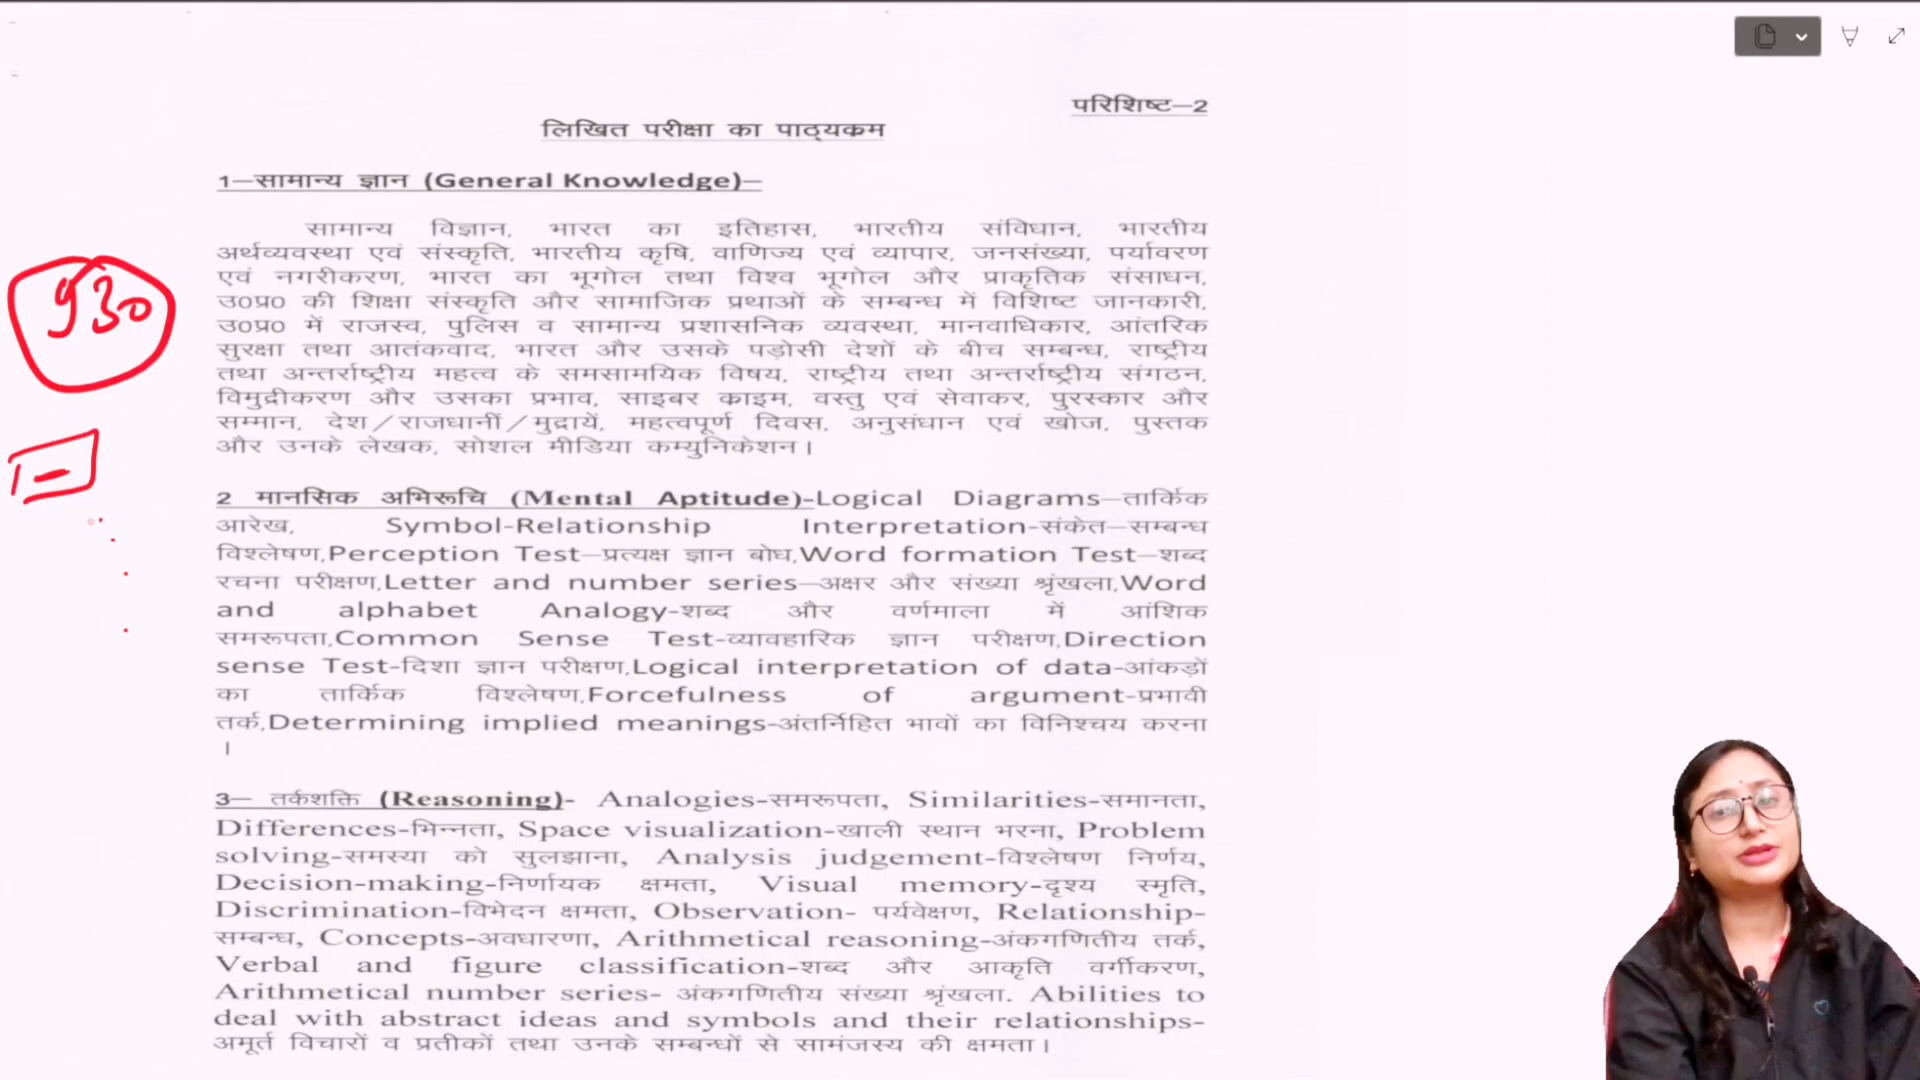 परिशिष्ट–2
लिखित परीक्षा का पाठ्यकम
1–सामान्य ज्ञान (General Knowledge)–
सामान्य विज्ञान, भारत का इतिहास, भारतीय संविधान, भारतीय
अर्थव्यवस्था एवं संस्कृति, भारतीय कृषि, वाणिज्य एवं व्यापार, जनसंख्या, पर्यावरण
एवं नगरीकरण, भारत का भूगोल तथा विश्व भूगोल और प्राकृतिक संसाधन,
उ0प्र0 की शिक्षा संस्कृति और सामाजिक प्रथाओं के सम्बन्ध में विशिष्ट जानकारी,
उ0प्र0 में राजस्व, पुलिस व सामान्य प्रशासनिक व्यवस्था, मानवाधिकार, आंतरिक
सुरक्षा तथा आतंकवाद, भारत और उसके पड़ोसी देशों के बीच सम्बन्ध, राष्ट्रीय
930
तथा अन्तर्राष्ट्रीय महत्व के समसामयिक विषय, राष्ट्रीय तथा अन्तर्राष्ट्रीय संगठन,
विमुद्रीकरण और उसका प्रभाव, साइबर काइम, वस्तु एवं सेवाकर, पुरस्कार और
सम्मान, देश/राजधानीं/मुद्रायें, महत्वपूर्ण दिवस, अनुसंधान एवं खोज, पुस्तक
और उनके लेखक, सोशल मीडिया कम्युनिकेशन।
2 मानसिक अभिरूचि (Mental Aptitude)-Logical Diagrams–तार्किक
आरेख, Symbol-Relationship Interpretation-संकेत–सम्बन्ध
विश्लेषण,Perception Test–प्रत्यक्ष ज्ञान बोध,Word formation Test–शब्द
रचना परीक्षण,Letter and number series–अक्षर और संख्या श्रृंखला,Word
and alphabet Analogy-शब्द और वर्णमाला में आंशिक
समरूपता,Common Sense Test-व्यावहारिक ज्ञान परीक्षण,Direction
sense Test-दिशा ज्ञान परीक्षण,Logical interpretation of data-आंकड़ों
का तार्किक विश्लेषण,Forcefulness of argument-प्रभावी
तर्क,Determining implied meanings-अंतर्निहित भावों का विनिश्चय करना
।
3– तर्कशक्ति (Reasoning)- Analogies-समरूपता, Similarities-समानता,
Differences-भिन्नता, Space visualization-खाली स्थान भरना, Problem
solving-समस्या को सुलझाना, Analysis judgement-विश्लेषण निर्णय,
Decision-making-निर्णायक क्षमता, Visual memory-दृश्य स्मृति,
Discrimination-विभेदन क्षमता, Observation- पर्यवेक्षण, Relationship-
सम्बन्ध, Concepts-अवधारणा, Arithmetical reasoning-अंकगणितीय तर्क,
Verbal and figure classification-शब्द और आकृति वर्गीकरण,
Arithmetical number series- अंकगणितीय संख्या श्रृंखला. Abilities to
deal with abstract ideas and symbols and their relationships-
अमूर्त विचारों व प्रतीकों तथा उनके सम्बन्धों से सामंजस्य की क्षमता।